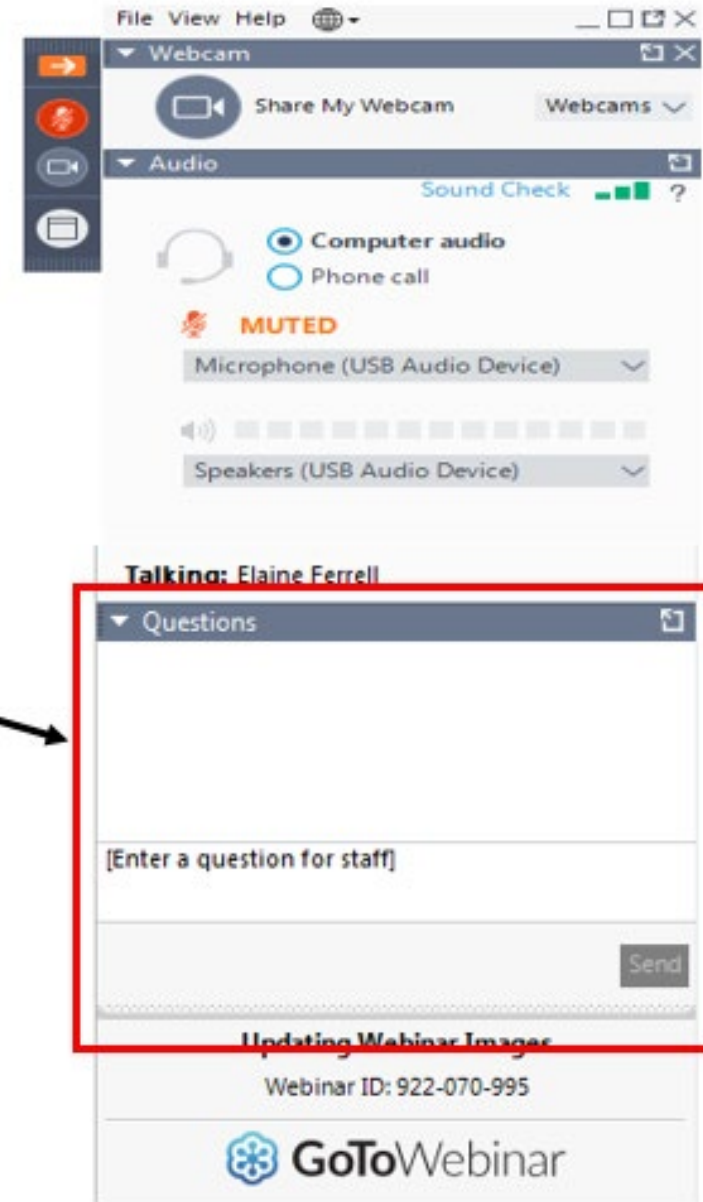 File View Help
Webcam
Share My Webcam Webcams
Audio
Sound Check ?
Computer audio
Phone call
MUTED
Microphone (USB Audio Device)
Speakers (USB Audio Device)
Talking: Elaine Ferrell
Questions
[Enter a question for staff]
Send
Updating Webinar Images
Webinar ID: 922-070-995
GoToWebinar